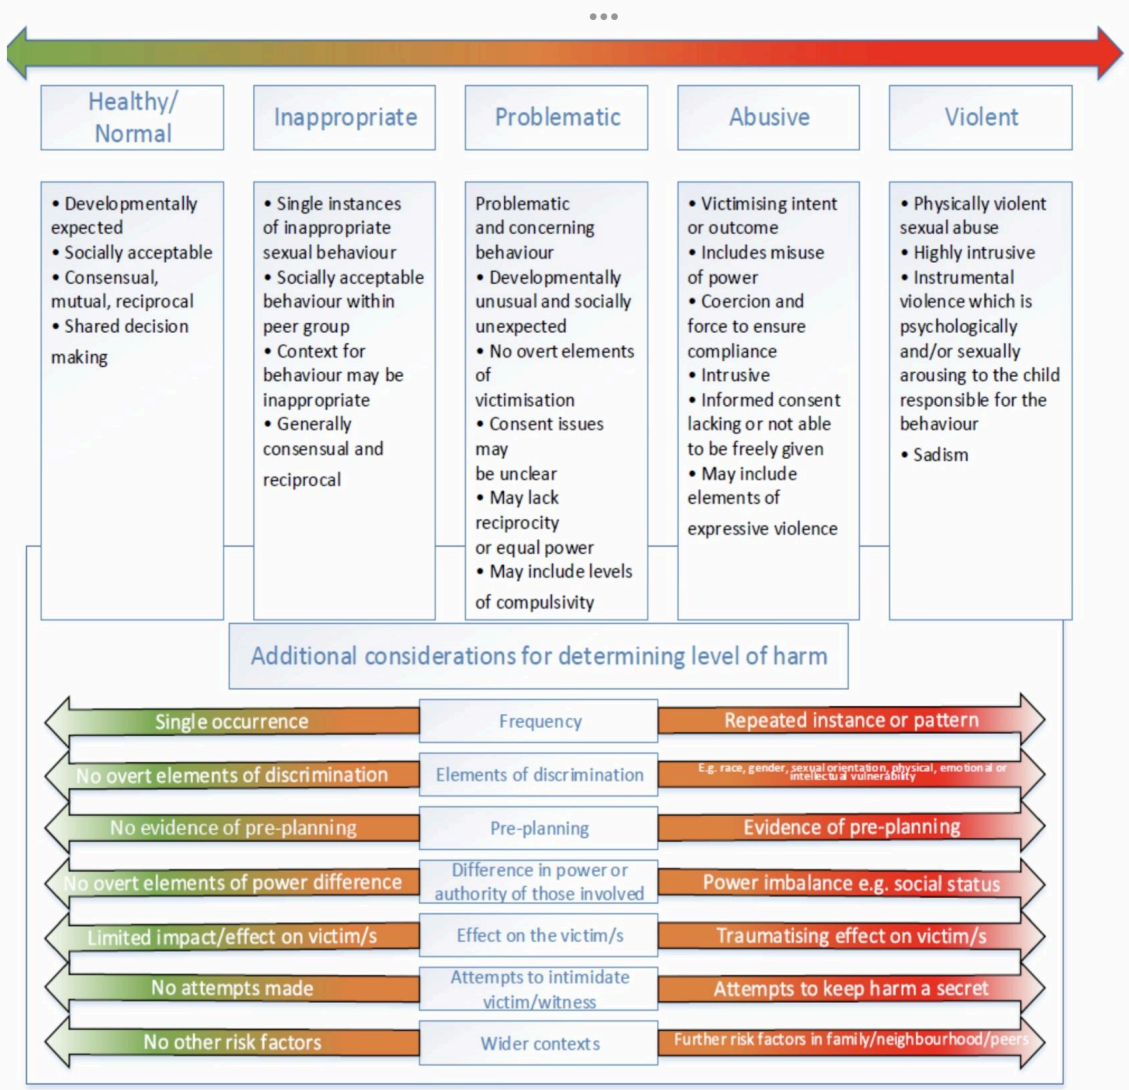 Healthy/
Normal
Inappropriate
Problematic
Abusive
Violent
• Developmentally
expected
• Socially acceptable
• Consensual,
mutual, reciprocal
• Shared decision
making
• Single instances
of inappropriate
sexual behaviour
• Socially acceptable
behaviour within
peer group
• Context for
behaviour may be
inappropriate
• Generally
consensual and
reciprocal
Problematic
and concerning
behaviour
• Developmentally
unusual and socially
unexpected
• No overt elements
of
victimisation
• Consent issues
may
be unclear
• May lack
reciprocity
or equal power
• May include levels
of compulsivity
• Victimising intent
or outcome
• Includes misuse
of power
• Coercion and
force to ensure
compliance
• Intrusive
• Informed consent
lacking or not able
to be freely given
• May include
elements of
expressive violence
• Physically violent
sexual abuse
• Highly intrusive
• Instrumental
violence which is
psychologically
and/or sexually
arousing to the child
responsible for the
behaviour
• Sadism
Additional considerations for determining level of harm
Single occurrence
Frequency
Repeated instance or pattern
No overt elements of discrimination
Elements of discrimination
E.g. race, gender, sexual orientation, physical, emotional or
intellectual vulnerability
No evidence of pre-planning
Pre-planning
Evidence of pre-planning
No overt elements of power difference
Difference in power or
authority of those involved
Power imbalance e.g. social status
Limited impact/effect on victim/s
Effect on the victim/s
Traumatising effect on victim/s
No attempts made
Attempts to intimidate
victim/witness
Attempts to keep harm a secret
No other risk factors
Wider contexts
Further risk factors in family/neighbourhood/peers